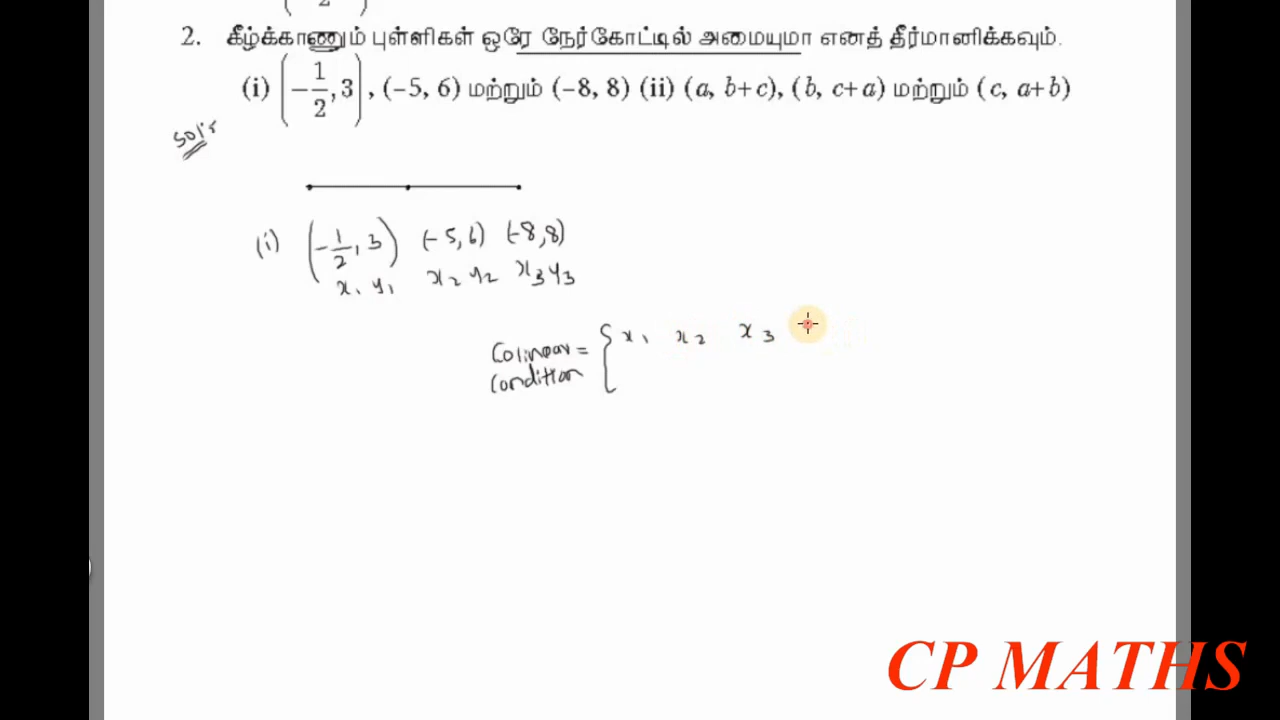 2. கீழ்க்காணும் புள்ளிகள் ஒரே நேர்கோட்டில் அமையுமா எனத் தீர்மானிக்கவும்.
(i) (-1/2, 3), (-5, 6) மற்றும் (-8, 8) (ii) (a, b+c), (b, c+a) மற்றும் (c, a+b)
Sol:
(i) (-1/2, 3) (-5, 6) (-8, 8)
x1 y1 x2 y2 x3 y3
Colinear =
Condition
{ x1 x2 x3
CP MATHS